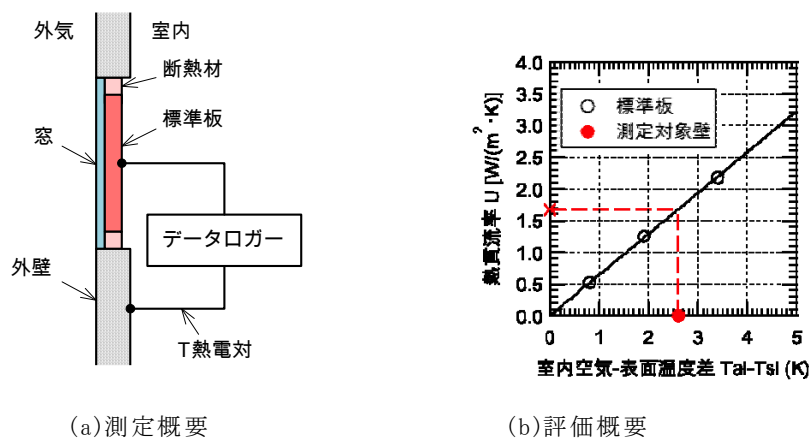 外気
室内
断熱材
標準板
窓
データロガー
外壁
T熱電対
(a)測定概要
熱貫流率 U [W/(m²・K)]
4.0
3.5
3.0
2.5
2.0
1.5
1.0
0.5
0.0
標準板
測定対象壁
0 1 2 3 4 5
室内空気-表面温度差 Tai-Tsi (K)
(b)評価概要